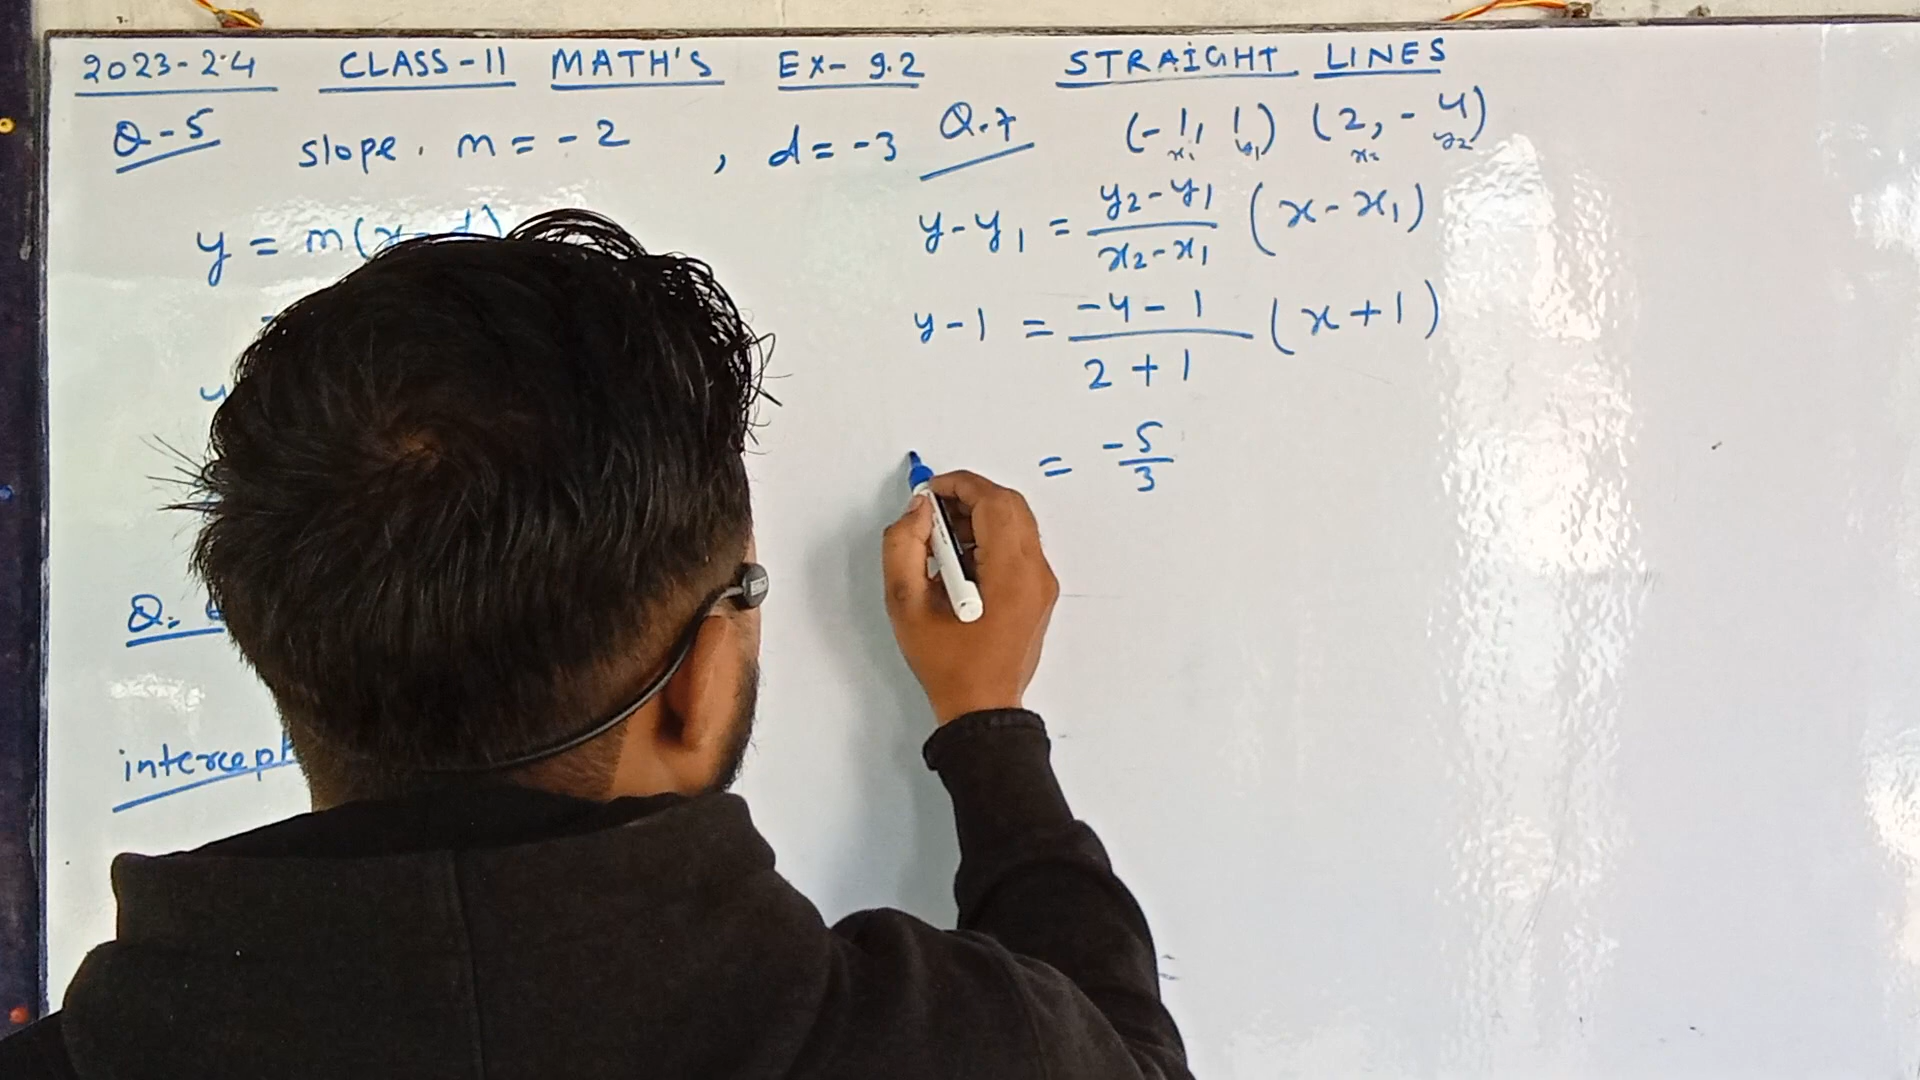 2023-24 CLASS-11 MATH'S EX-9.2 STRAIGHT LINES
Q-5 slope. m = -2 , d = -3
y = m(x-d)
Q.
intercept
Q.7 (-1, 1) (2, -4)
x₁ y₁ x₂ y₂
y-y₁ = y₂-y₁/x₂-x₁ (x-x₁)
y-1 = -4-1/2+1 (x+1)
= -5/3